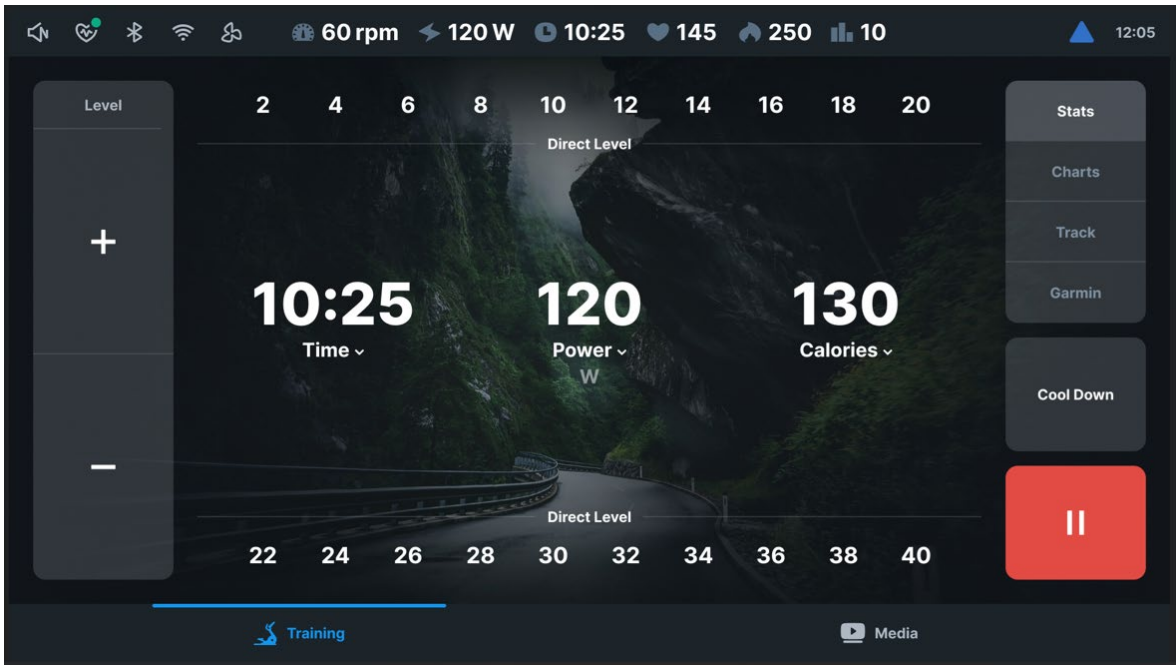 60 rpm 120 W 10:25 145 250 10 12:05
Level
2 4 6 8 10 12 14 16 18 20
Direct Level
Stats
Charts
Track
Garmin
+
10:25 120 130
Time Power Calories
W
Cool Down
−
Direct Level
22 24 26 28 30 32 34 36 38 40
Training Media